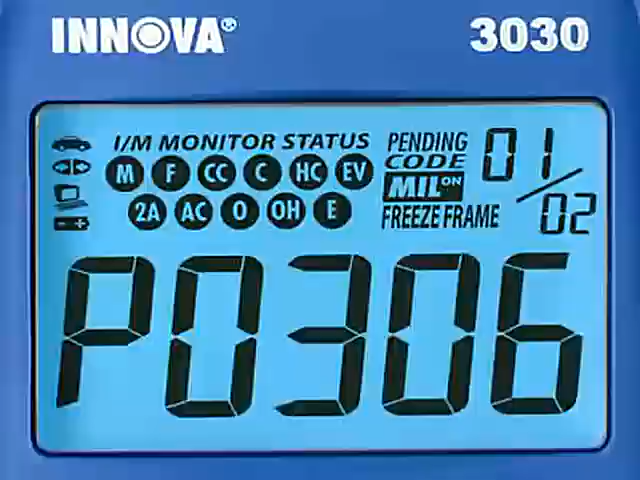 INNOVA® 3030
I/M MONITOR STATUS
M F CC C HC EV
2A AC O OH E
PENDING
CODE
MIL ON
FREEZE FRAME
01/02
P0306